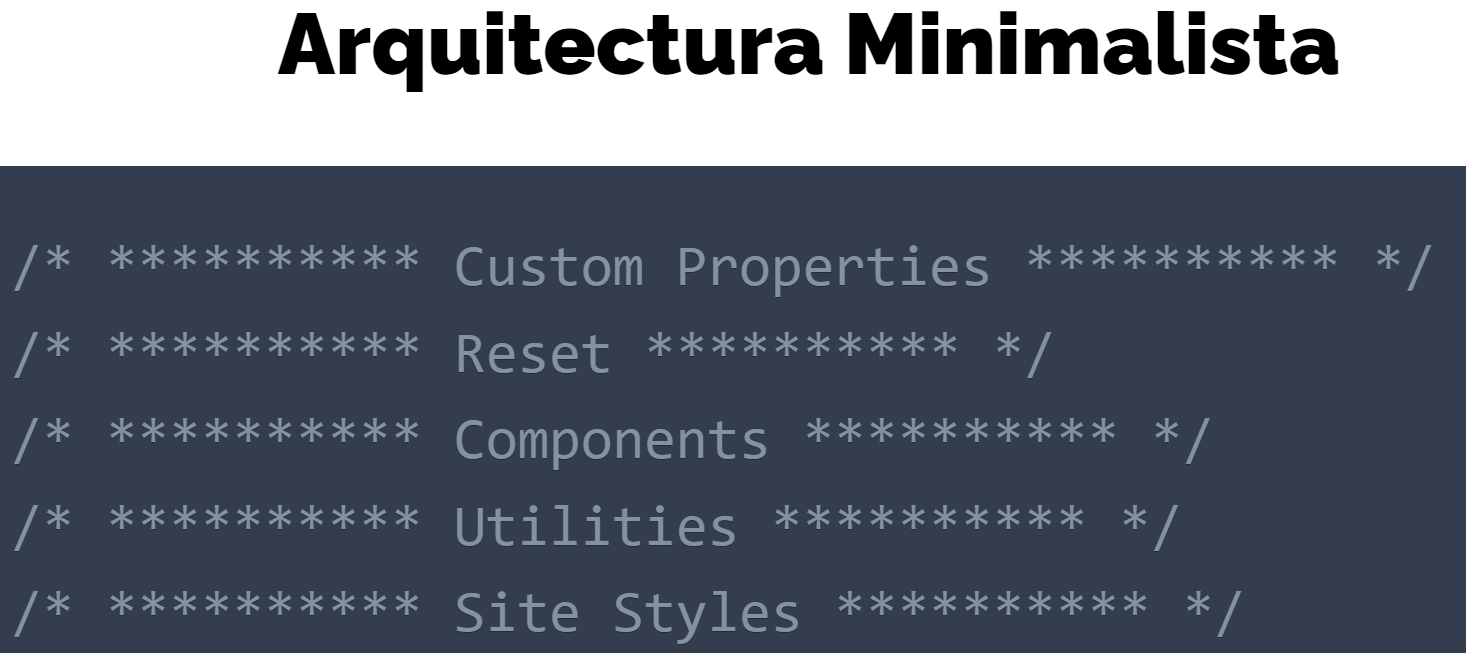 Arquitectura Minimalista
/* ********** Custom Properties ********** */
/* ********** Reset ********** */
/* ********** Components ********** */
/* ********** Utilities ********** */
/* ********** Site Styles ********** */